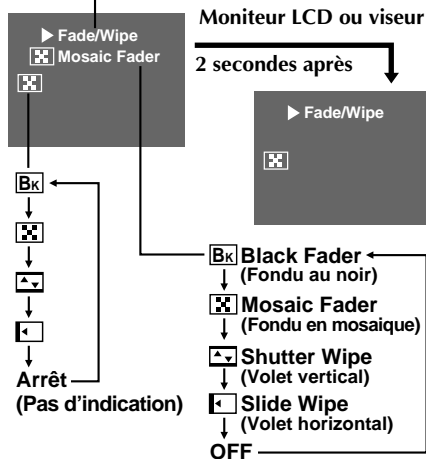 Moniteur LCD ou viseur
▶ Fade/Wipe
Mosaic Fader
2 secondes après
▶ Fade/Wipe
BK
Arrêt
(Pas d'indication)
BK Black Fader
(Fondu au noir)
Mosaic Fader
(Fondu en mosaique)
Shutter Wipe
(Volet vertical)
Slide Wipe
(Volet horizontal)
OFF